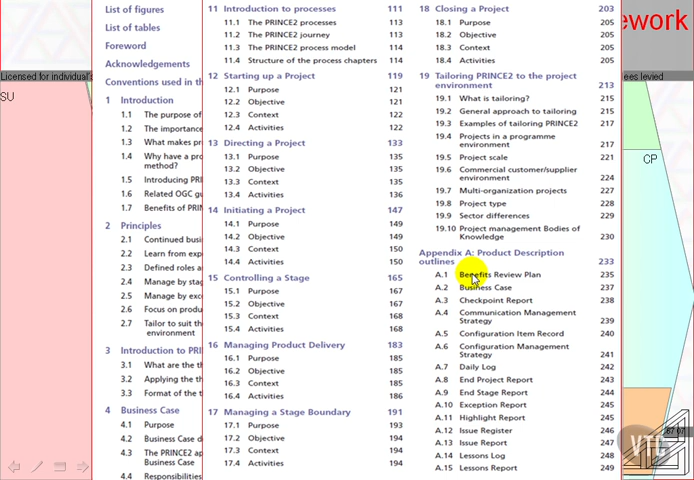 ework
Licensed for individual's
ees levied
SU
CP
List of figures
List of tables
Foreword
Acknowledgements
Conventions used in th
1 Introduction
1.1 The purpose of
1.2 The importance
1.3 What makes pr
1.4 Why have a pro
method?
1.5 Introducing PRI
1.6 Related OGC gu
1.7 Benefits of PRIN
2 Principles
2.1 Continued busi
2.2 Learn from exp
2.3 Defined roles a
2.4 Manage by stag
2.5 Manage by exc
2.6 Focus on produ
2.7 Tailor to suit th
environment
3 Introduction to PRI
3.1 What are the th
3.2 Applying the th
3.3 Format of the t
4 Business Case
4.1 Purpose
4.2 Business Case d
4.3 The PRINCE2 ap
Business Case
4.4 Responsibilities
11 Introduction to processes 111
11.1 The PRINCE2 processes 113
11.2 The PRINCE2 journey 113
11.3 The PRINCE2 process model 114
11.4 Structure of the process chapters 114
12 Starting up a Project 119
12.1 Purpose 121
12.2 Objective 121
12.3 Context 122
12.4 Activities 122
13 Directing a Project 133
13.1 Purpose 135
13.2 Objective 135
13.3 Context 135
13.4 Activities 136
14 Initiating a Project 147
14.1 Purpose 149
14.2 Objective 149
14.3 Context 150
14.4 Activities 150
15 Controlling a Stage 165
15.1 Purpose 167
15.2 Objective 167
15.3 Context 168
15.4 Activities 168
16 Managing Product Delivery 183
16.1 Purpose 185
16.2 Objective 185
16.3 Context 185
16.4 Activities 186
17 Managing a Stage Boundary 191
17.1 Purpose 193
17.2 Objective 194
17.3 Context 194
17.4 Activities 194
18 Closing a Project 203
18.1 Purpose 205
18.2 Objective 205
18.3 Context 205
18.4 Activities 205
19 Tailoring PRINCE2 to the project
environment 213
19.1 What is tailoring? 215
19.2 General approach to tailoring 215
19.3 Examples of tailoring PRINCE2 217
19.4 Projects in a programme
environment 217
19.5 Project scale 221
19.6 Commercial customer/supplier
environment 224
19.7 Multi-organization projects 227
19.8 Project type 228
19.9 Sector differences 229
19.10 Project management Bodies of
Knowledge 230
Appendix A: Product Description
outlines 233
A.1 Benefits Review Plan 235
A.2 Business Case 237
A.3 Checkpoint Report 238
A.4 Communication Management
Strategy 239
A.5 Configuration Item Record 240
A.6 Configuration Management
Strategy 241
A.7 Daily Log 242
A.8 End Project Report 243
A.9 End Stage Report 244
A.10 Exception Report 245
A.11 Highlight Report 245
A.12 Issue Register 246
A.13 Issue Report 247
A.14 Lessons Log 248
A.15 Lessons Report 249
VTC